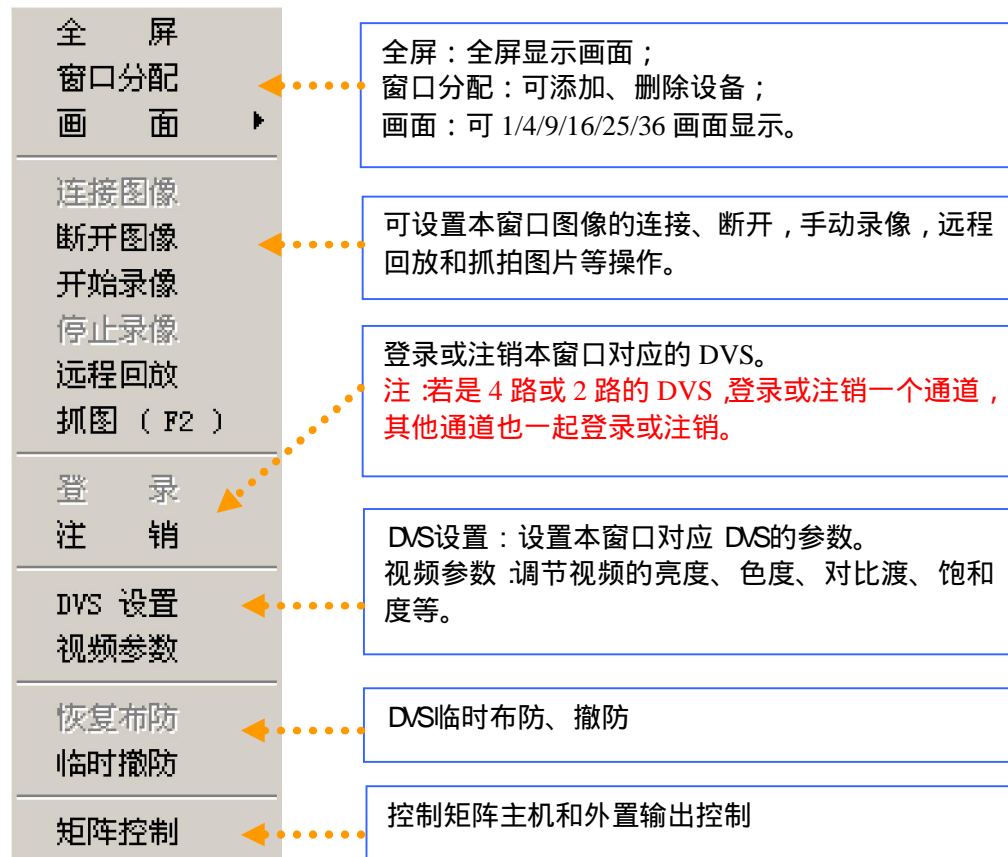 全 屏
窗口分配
画 面
全屏：全屏显示画面；
窗口分配：可添加、删除设备；
画面：可 1/4/9/16/25/36 画面显示。
连接图像
断开图像
开始录像
停止录像
远程回放
抓图 ( F2 )
可设置本窗口图像的连接、断开，手动录像，远程
回放和抓拍图片等操作。
登 录
注 销
登录或注销本窗口对应的 DVS。
注：若是 4 路或 2 路的 DVS，登录或注销一个通道，
其他通道也一起登录或注销。
DVS 设置
视频参数
DVS设置：设置本窗口对应 DVS的参数。
视频参数：调节视频的亮度、色度、对比渡、饱和
度等。
恢复布防
临时撤防
DVS临时布防、撤防
矩阵控制
控制矩阵主机和外置输出控制